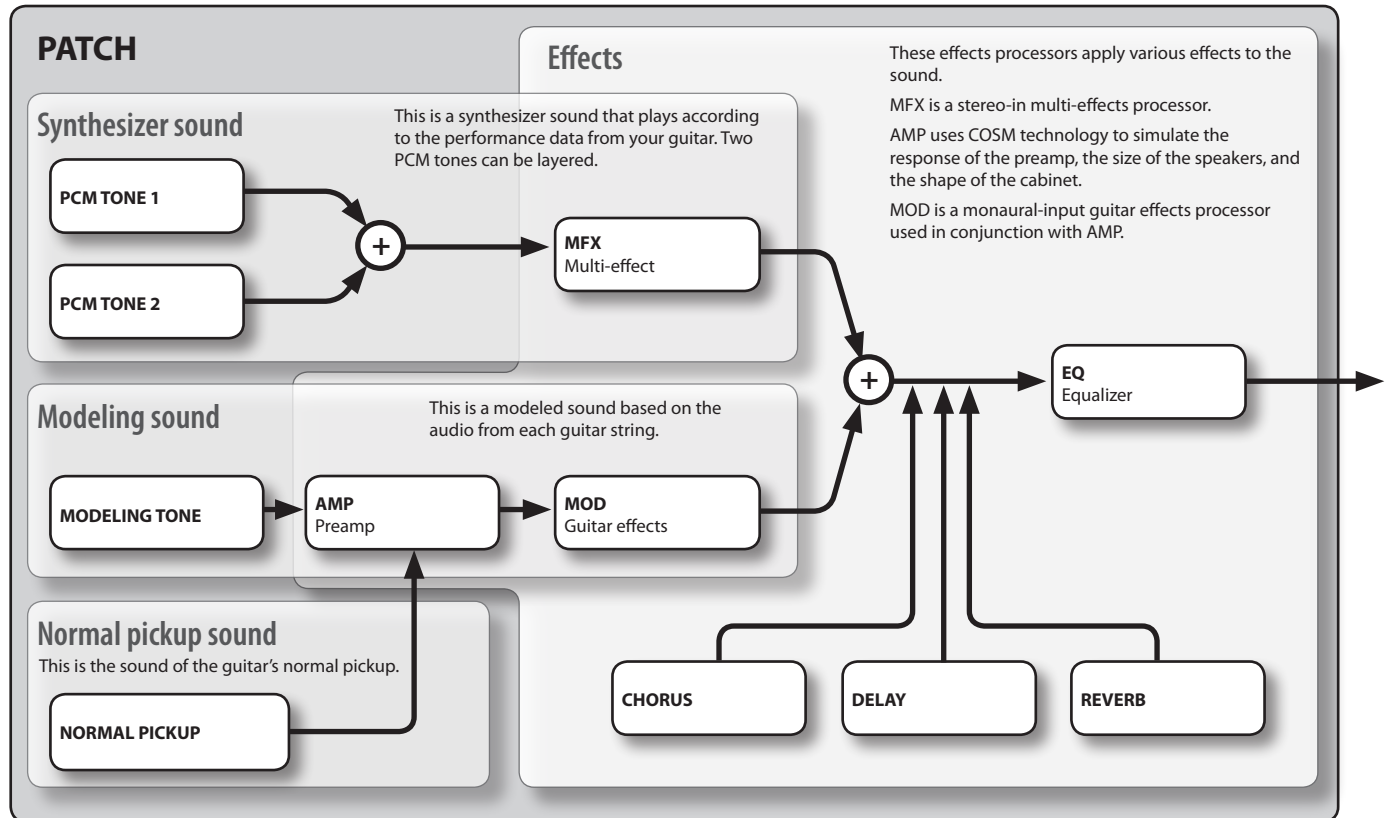 PATCH
Effects
These effects processors apply various effects to the
sound.
MFX is a stereo-in multi-effects processor.
AMP uses COSM technology to simulate the
response of the preamp, the size of the speakers, and
the shape of the cabinet.
MOD is a monaural-input guitar effects processor
used in conjunction with AMP.
Synthesizer sound
This is a synthesizer sound that plays according
to the performance data from your guitar. Two
PCM tones can be layered.
PCM TONE 1
PCM TONE 2
+
MFX
Multi-effect
+
EQ
Equalizer
Modeling sound
This is a modeled sound based on the
audio from each guitar string.
MODELING TONE
AMP
Preamp
MOD
Guitar effects
Normal pickup sound
This is the sound of the guitar's normal pickup.
NORMAL PICKUP
CHORUS
DELAY
REVERB